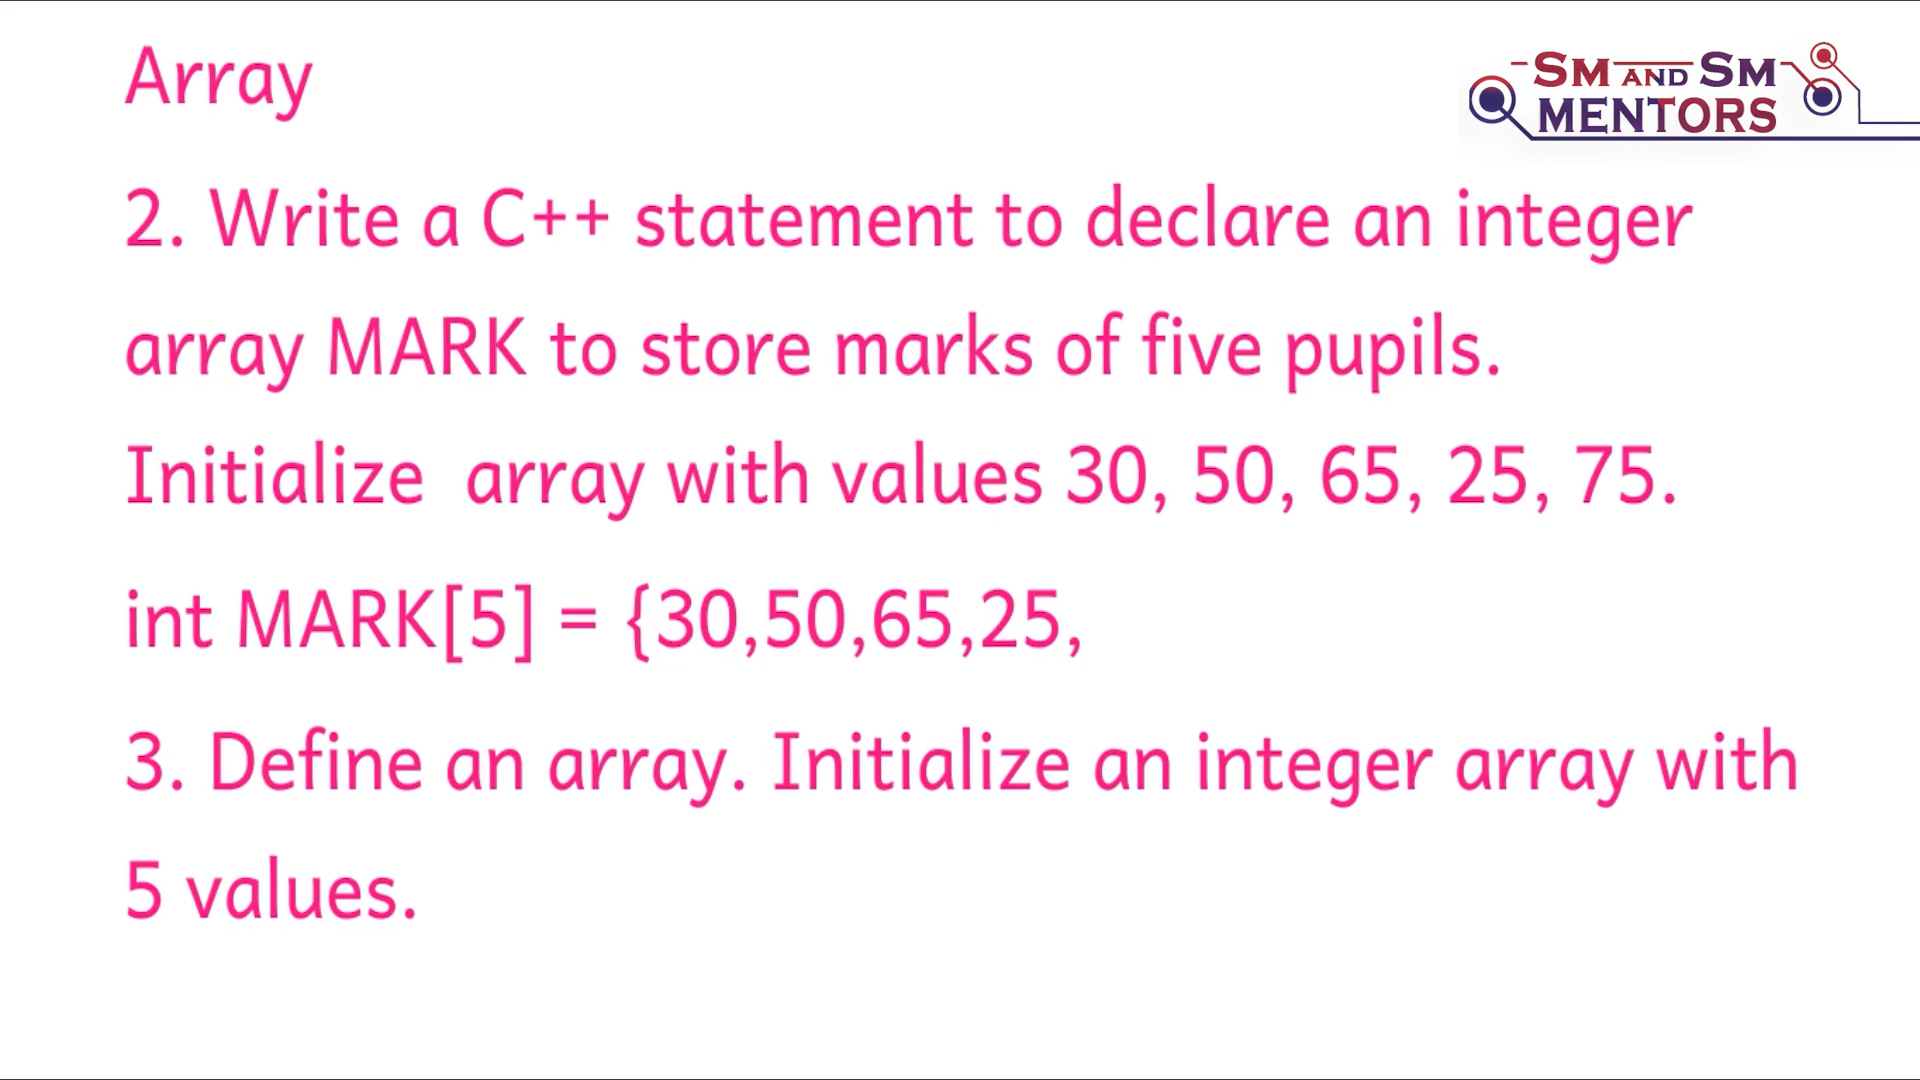 Array
SM AND SM
MENTORS
2. Write a C++ statement to declare an integer
array MARK to store marks of five pupils.
Initialize  array with values 30, 50, 65, 25, 75.
int MARK[5] = {30,50,65,25,
3. Define an array. Initialize an integer array with
5 values.